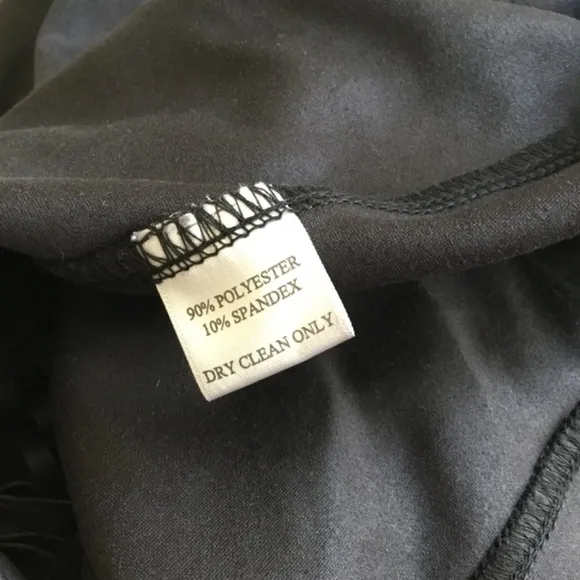 90% POLYESTER
10% SPANDEX
DRY CLEAN ONLY